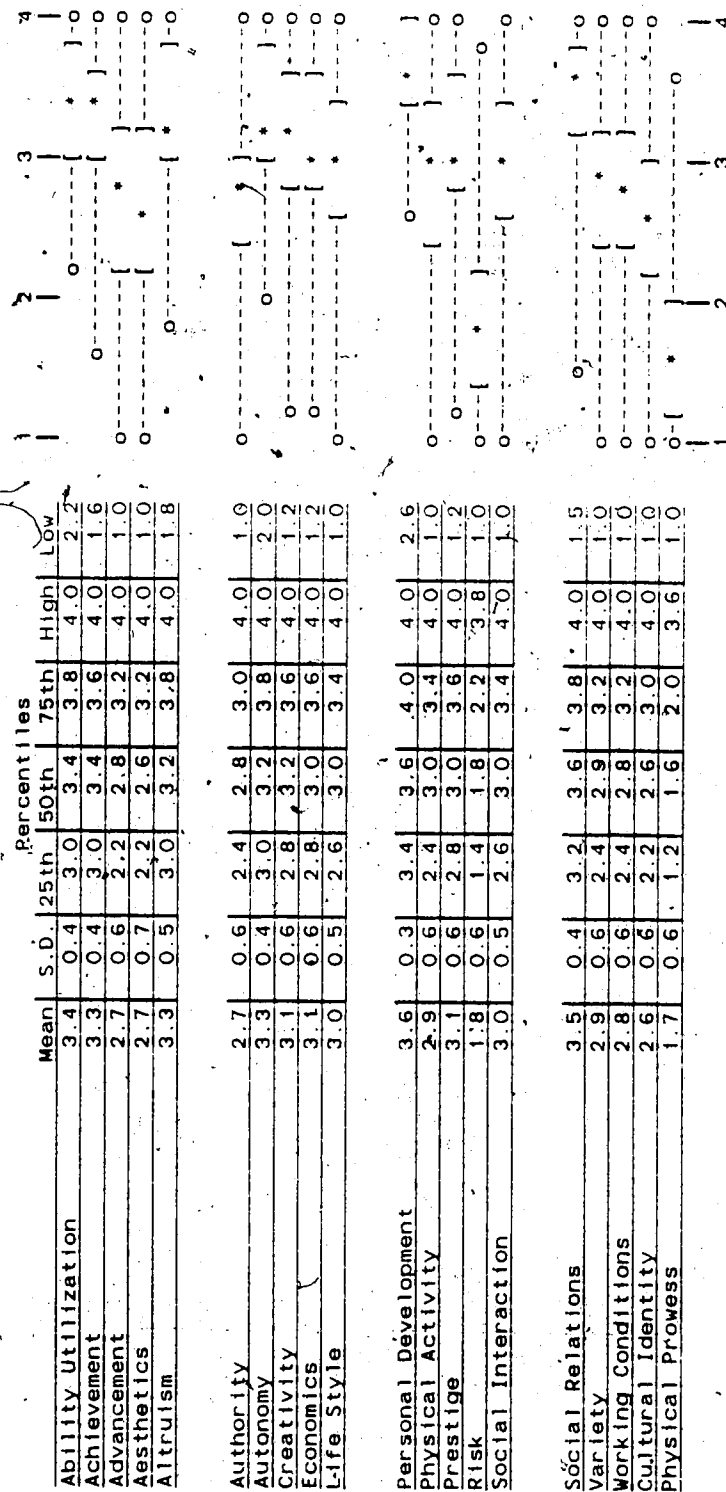 Percentiles
Mean S.D. 25th 50th 75th High Low 1 2 3 4
Ability Utilization 3.4 0.4 3.0 3.4 3.8 4.0 2.2
Achievement 3.3 0.4 3.0 3.4 3.6 4.0 1.6
Advancement 2.7 0.6 2.2 2.8 3.2 4.0 1.0
Aesthetics 2.7 0.7 2.2 2.6 3.2 4.0 1.0
Altruism 3.3 0.5 3.0 3.2 3.8 4.0 1.8
Authority 2.7 0.6 2.4 2.8 3.0 4.0 1.0
Autonomy 3.3 0.4 3.0 3.2 3.8 4.0 2.0
Creativity 3.1 0.6 2.8 3.2 3.6 4.0 1.2
Economics 3.1 0.6 2.8 3.0 3.6 4.0 1.2
Life Style 3.0 0.5 2.6 3.0 3.4 4.0 1.0
Personal Development 3.6 0.3 3.4 3.6 4.0 4.0 2.6
Physical Activity 2.9 0.6 2.4 3.0 3.4 4.0 1.0
Prestige 3.1 0.6 2.8 3.0 3.6 4.0 1.2
Risk 1.8 0.6 1.4 1.8 2.2 3.8 1.0
Social Interaction 3.0 0.5 2.6 3.0 3.4 4.0 1.0
Social Relations 3.5 0.4 3.2 3.6 3.8 4.0 1.5
Variety 2.9 0.6 2.4 2.9 3.2 4.0 1.0
Working Conditions 2.8 0.6 2.4 2.8 3.2 4.0 1.0
Cultural Identity 2.6 0.6 2.2 2.6 3.0 4.0 1.0
Physical Prowess 1.7 0.6 1.2 1.6 2.0 3.6 1.0
1 2 3 4